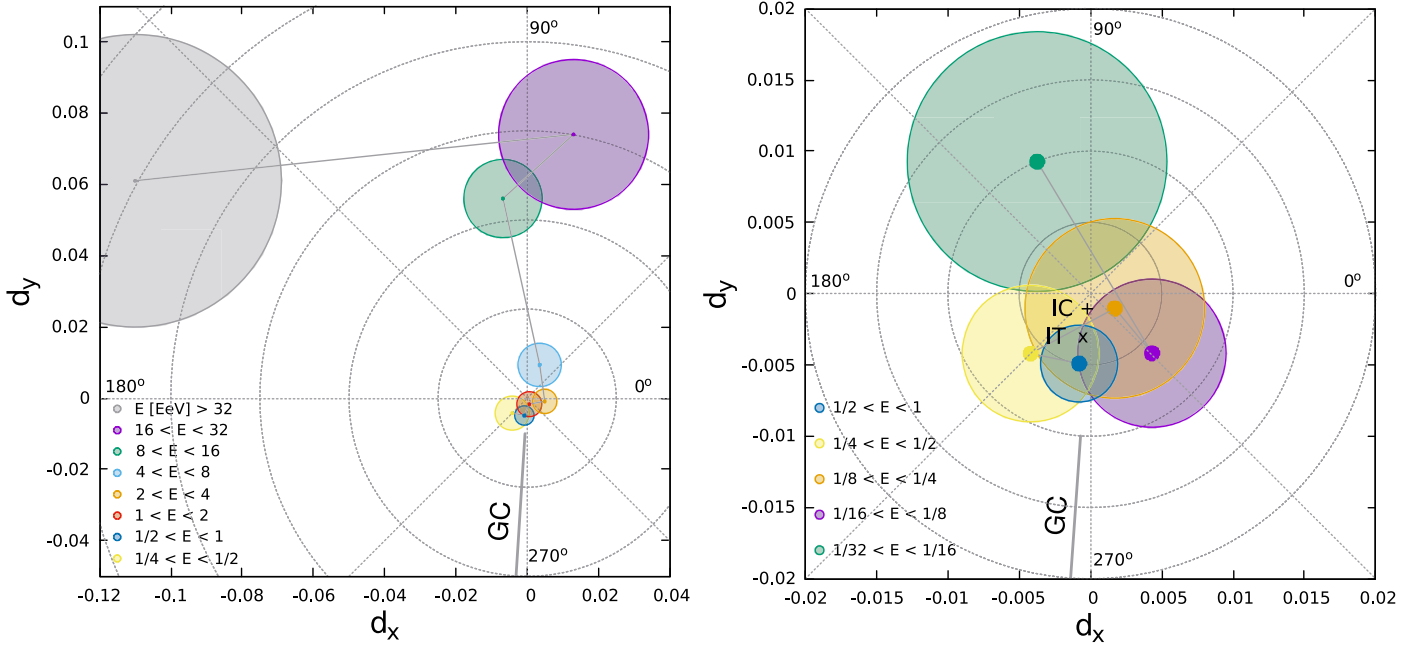 0.1
0.08
0.06
0.04
0.02
0
-0.02
-0.04
d_y
90°
180°
0°
270°
GC
E [EeV] > 32
16 < E < 32
8 < E < 16
4 < E < 8
2 < E < 4
1 < E < 2
1/2 < E < 1
1/4 < E < 1/2
-0.12 -0.1 -0.08 -0.06 -0.04 -0.02 0 0.02 0.04
d_x
0.02
0.015
0.01
0.005
0
-0.005
-0.01
-0.015
-0.02
d_y
90°
180°
0°
270°
IC +
IT x
GC
1/2 < E < 1
1/4 < E < 1/2
1/8 < E < 1/4
1/16 < E < 1/8
1/32 < E < 1/16
-0.02 -0.015 -0.01 -0.005 0 0.005 0.01 0.015 0.02
d_x